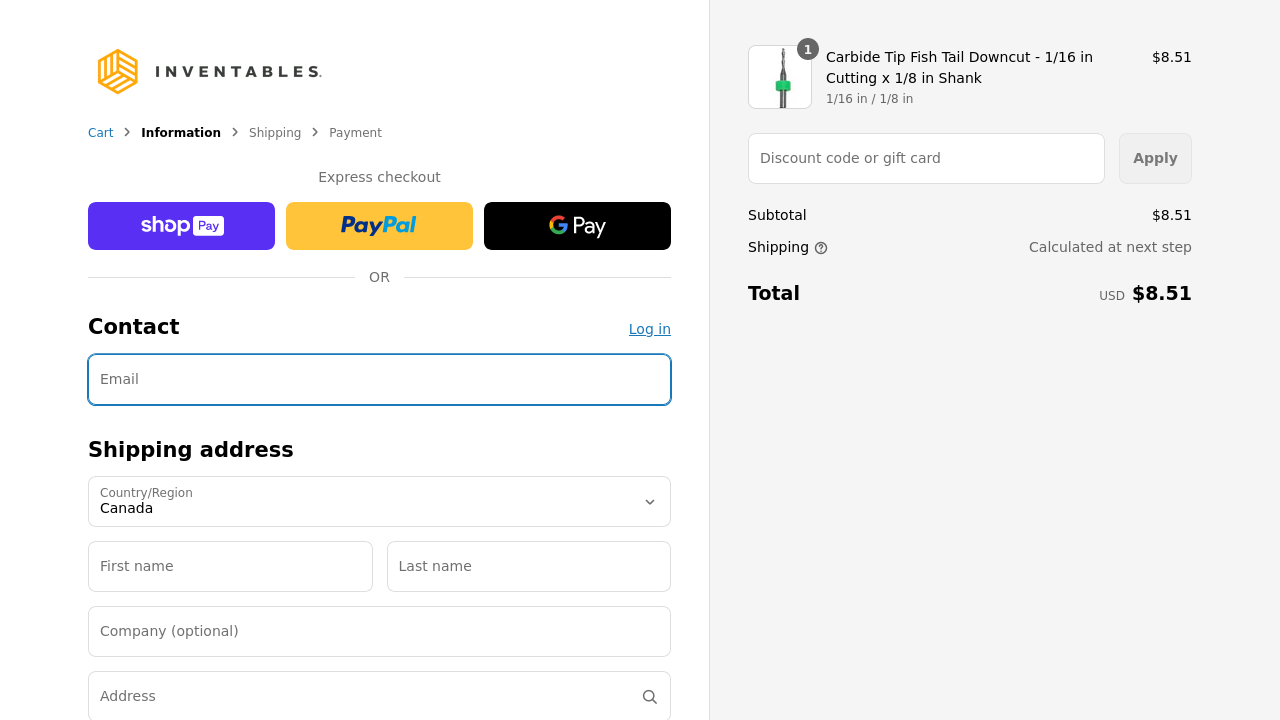 INVENTABLES.
Cart > Information > Shipping > Payment
Express checkout
shop Pay
PayPal
G Pay
OR
Contact
Log in
Email
Shipping address
Country/Region
Canada
First name
Last name
Company (optional)
Address
1
Carbide Tip Fish Tail Downcut - 1/16 in
Cutting x 1/8 in Shank
$8.51
1/16 in / 1/8 in
Discount code or gift card
Apply
Subtotal
$8.51
Shipping
Calculated at next step
Total
USD $8.51